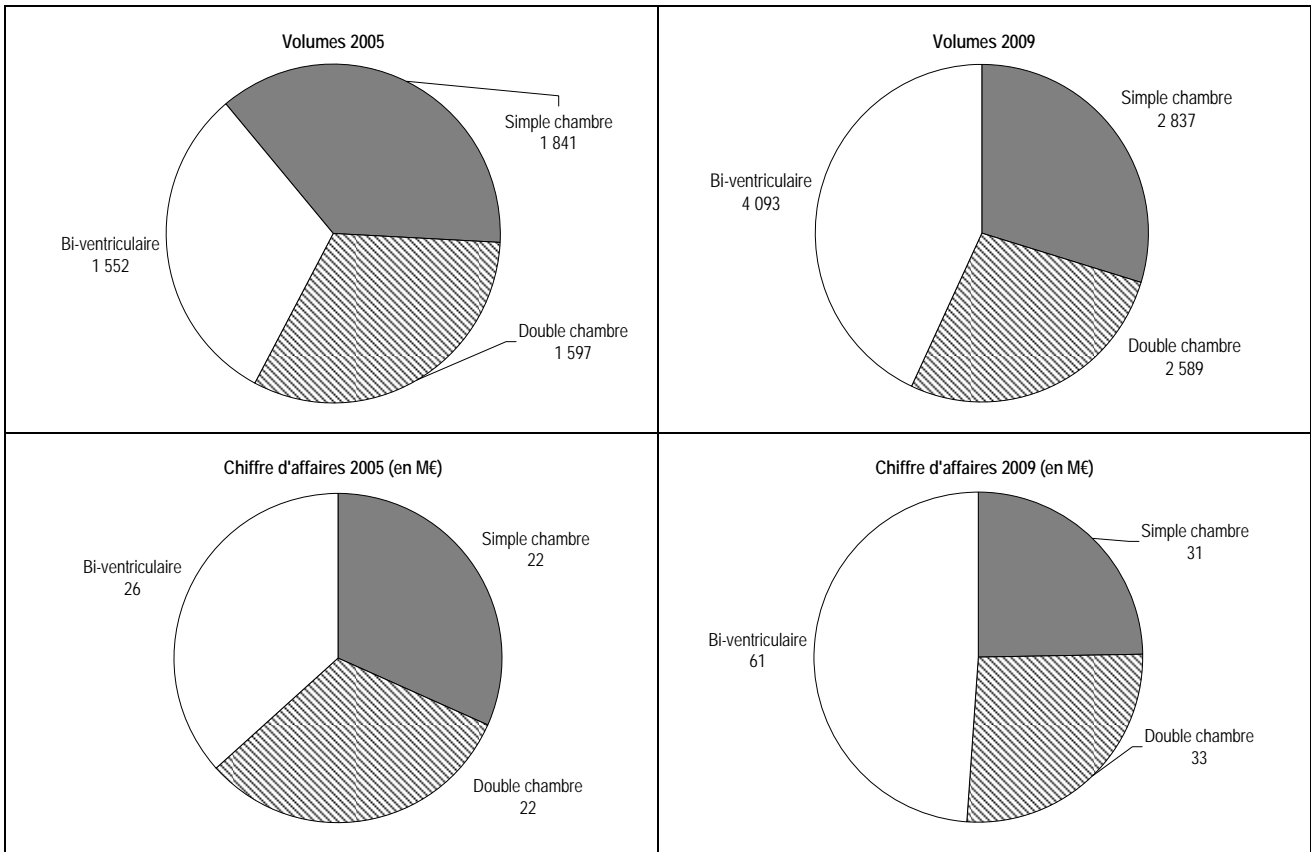 Volumes 2005
Simple chambre
1 841
Bi-ventriculaire
1 552
Double chambre
1 597
Volumes 2009
Simple chambre
2 837
Bi-ventriculaire
4 093
Double chambre
2 589
Chiffre d'affaires 2005 (en M€)
Simple chambre
22
Bi-ventriculaire
26
Double chambre
22
Chiffre d'affaires 2009 (en M€)
Simple chambre
31
Bi-ventriculaire
61
Double chambre
33